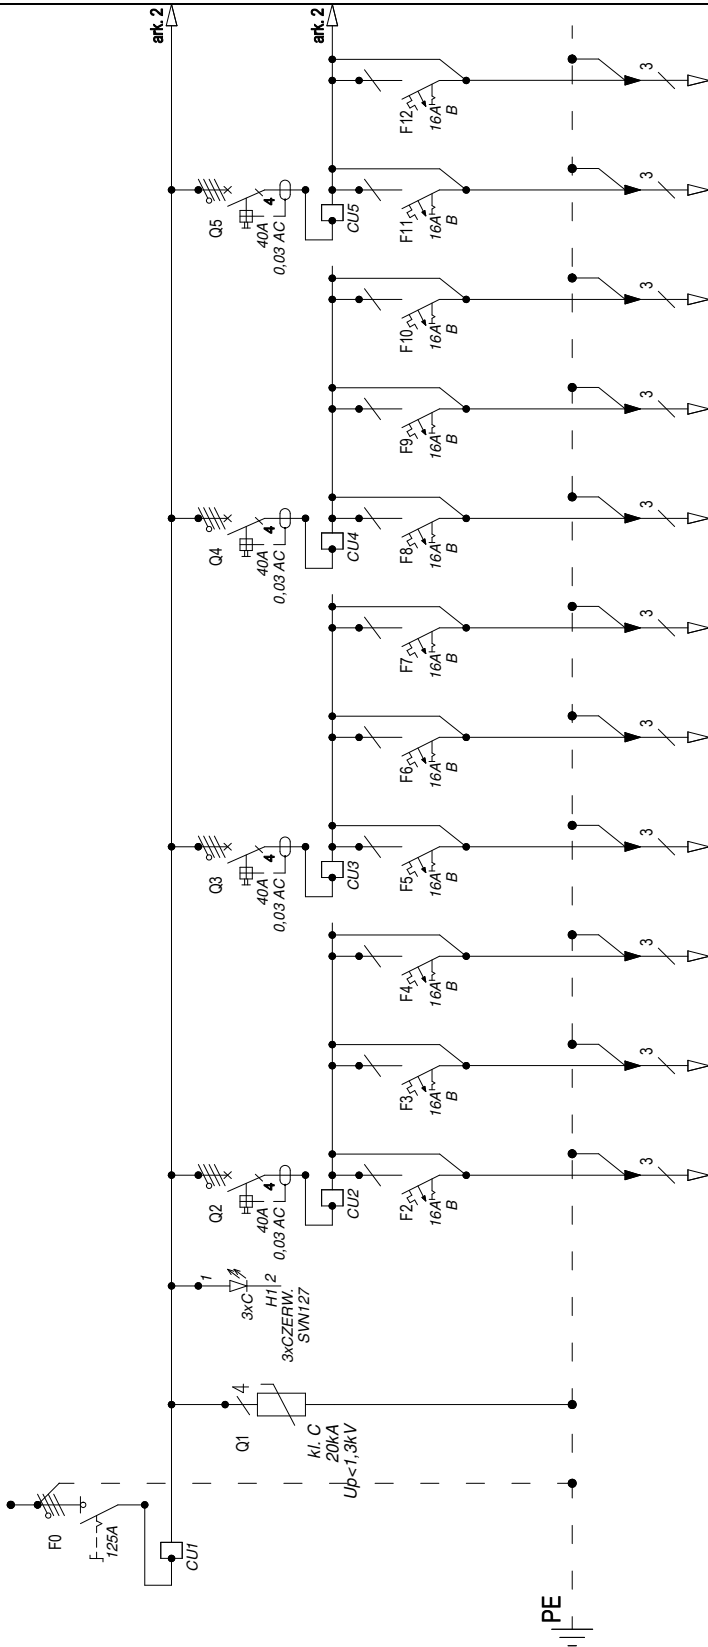 F0
125A
CU1
Q1
4
kl. C
20kA
Up<1,3kV
1
3xC
H1 2
3xCZERW.
SVN127
Q2
40A
4
0,03 AC
CU2
F2
16A
B
3
F3
16A
B
3
F4
16A
B
3
Q3
40A
4
0,03 AC
CU3
F5
16A
B
3
F6
16A
B
3
F7
16A
B
3
Q4
40A
4
0,03 AC
CU4
F8
16A
B
3
F9
16A
B
3
F10
16A
B
3
Q5
40A
4
0,03 AC
CU5
F11
16A
B
3
F12
16A
B
3
ark. 2
ark. 2
PE